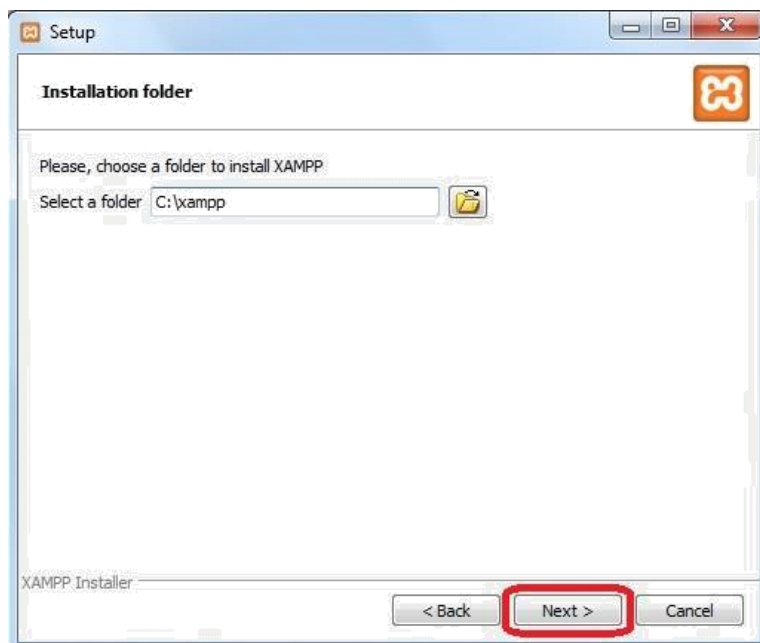 Setup
Installation folder
Please, choose a folder to install XAMPP
Select a folder C:\xampp
XAMPP Installer
< Back Next > Cancel